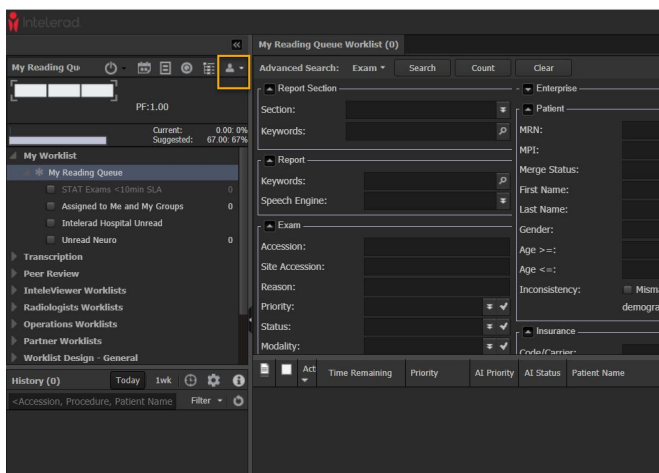 intelerad
My Reading Queue Worklist (0)
My Reading Qu
PF:1.00
Current: 0.00: 0%
Suggested: 67.00: 67%
My Worklist
My Reading Queue
STAT Exams <10min SLA 0
Assigned to Me and My Groups 0
Intelerad Hospital Unread
Unread Neuro 0
Transcription
Peer Review
InteleViewer Worklists
Radiologists Worklists
Operations Worklists
Partner Worklists
Worklist Design - General
History (0) Today 1wk
<Accession, Procedure, Patient Name Filter
Advanced Search: Exam Search Count Clear
Report Section
Section:
Keywords:
Report
Keywords:
Speech Engine:
Exam
Accession:
Site Accession:
Reason:
Priority:
Status:
Modality:
Enterprise
Patient
MRN:
MPI:
Merge Status:
First Name:
Last Name:
Gender:
Age >=:
Age <=:
Inconsistency: Misma
demogra
Insurance
Code/Carrier:
Act Time Remaining Priority AI Priority AI Status Patient Name